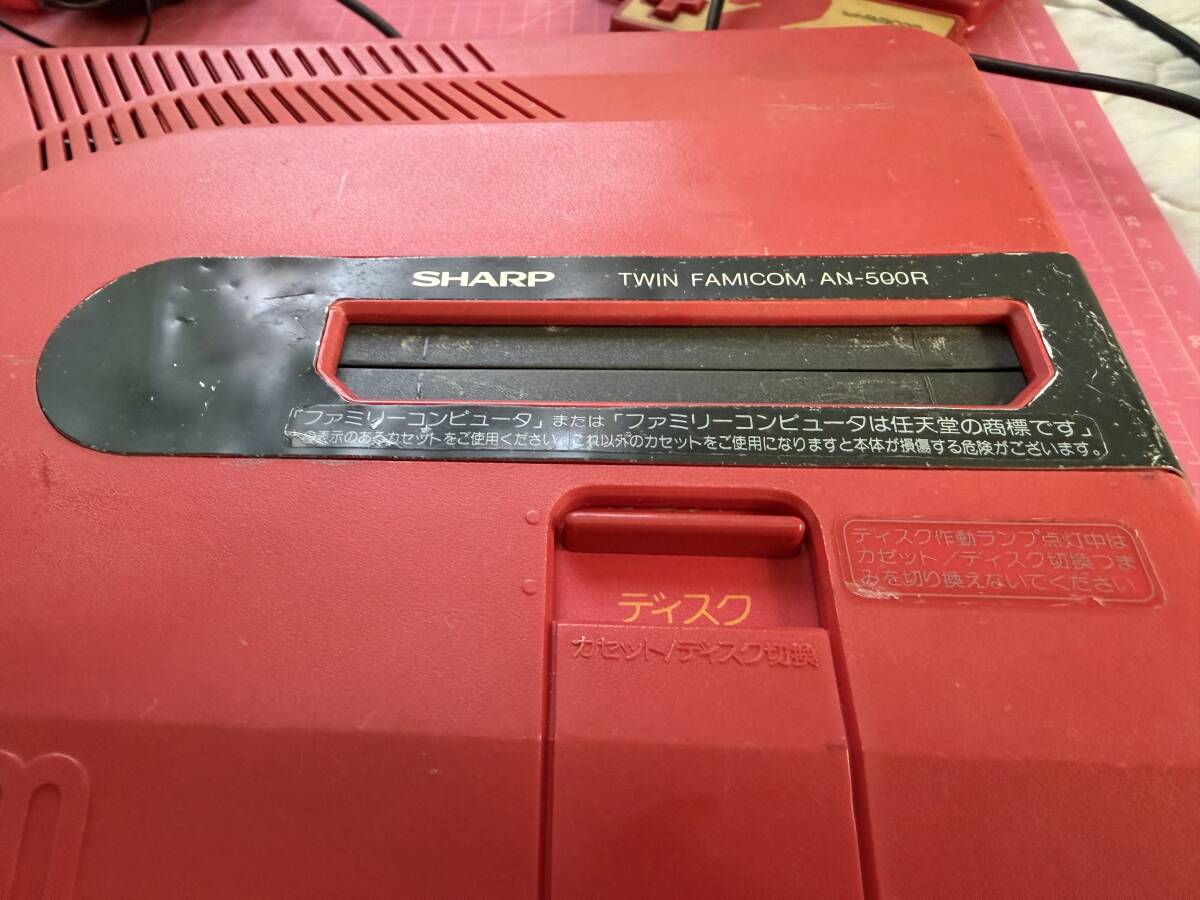 SHARP TWIN FAMICOM AN-500R
「ファミリーコンピュータ」または「ファミリーコンピュータは任天堂の商標です」
の表示のあるカセットをご使用ください。これ以外のカセットをご使用になりますと本体が損傷する危険がございます。
ディスク作動ランプ点灯中は
カセット/ディスク切換つま
みを切り換えないでください
ディスク
カセット/ディスク切換